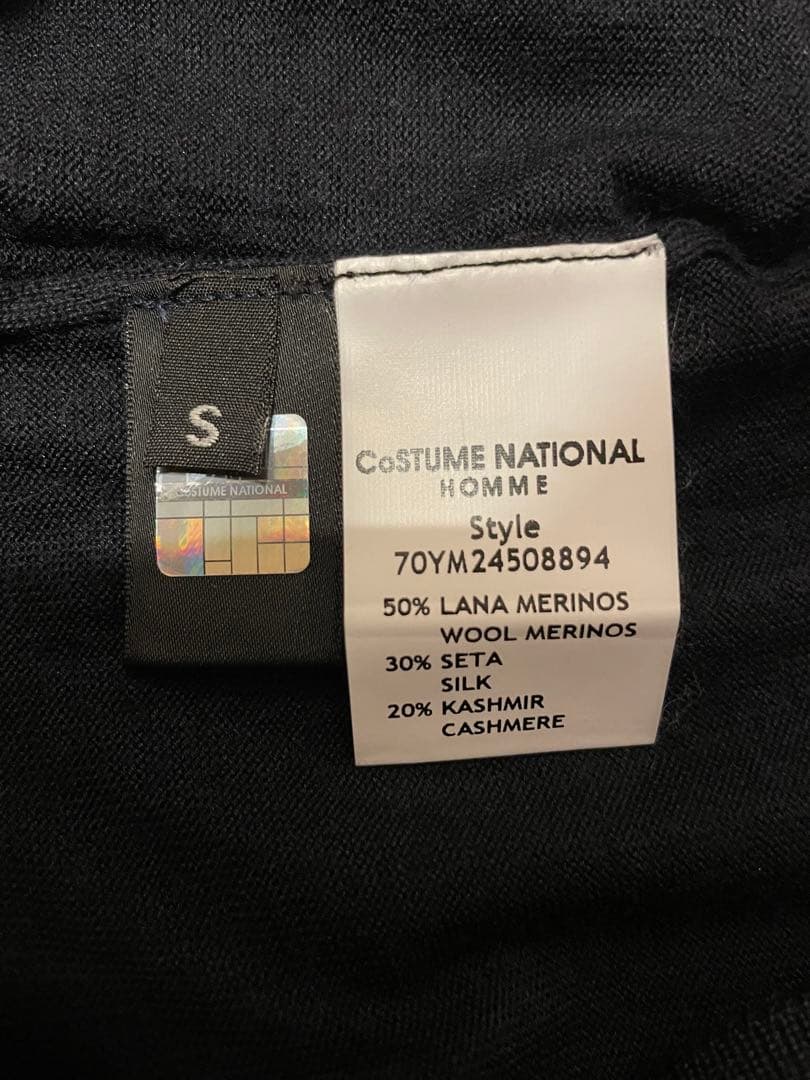 S
CoSTUME NATIONAL
CoSTUME NATIONAL
HOMME
Style
70YM24508894
50% LANA MERINOS
WOOL MERINOS
30% SETA
SILK
20% KASHMIR
CASHMERE